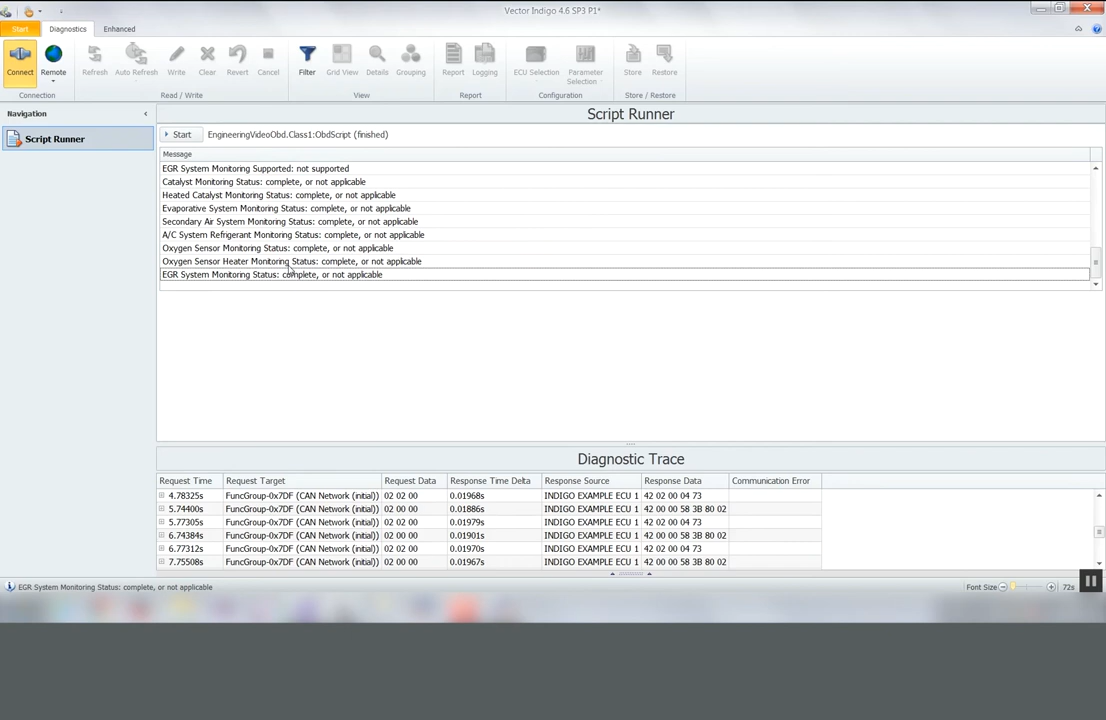 Vector Indigo 4.6 SP3 P1*
Start Diagnostics Enhanced
Connect Remote Refresh Auto Refresh Write Clear Revert Cancel Filter Grid View Details Grouping Report Logging ECU Selection Parameter Selection Store Restore
Connection Read / Write View Report Configuration Store / Restore
Navigation
Script Runner
Script Runner
Start EngineeringVideoObd.Class1:ObdScript (finished)
Message
EGR System Monitoring Supported: not supported
Catalyst Monitoring Status: complete, or not applicable
Heated Catalyst Monitoring Status: complete, or not applicable
Evaporative System Monitoring Status: complete, or not applicable
Secondary Air System Monitoring Status: complete, or not applicable
A/C System Refrigerant Monitoring Status: complete, or not applicable
Oxygen Sensor Monitoring Status: complete, or not applicable
Oxygen Sensor Heater Monitoring Status: complete, or not applicable
EGR System Monitoring Status: complete, or not applicable
Diagnostic Trace
Request Time Request Target Request Data Response Time Delta Response Source Response Data Communication Error
4.78325s FuncGroup-0x7DF (CAN Network (initial)) 02 02 00 0.01968s INDIGO EXAMPLE ECU 1 42 02 00 04 73
5.74400s FuncGroup-0x7DF (CAN Network (initial)) 02 00 00 0.01886s INDIGO EXAMPLE ECU 1 42 00 00 58 3B 80 02
5.77305s FuncGroup-0x7DF (CAN Network (initial)) 02 02 00 0.01979s INDIGO EXAMPLE ECU 1 42 02 00 04 73
6.74384s FuncGroup-0x7DF (CAN Network (initial)) 02 00 00 0.01901s INDIGO EXAMPLE ECU 1 42 00 00 58 3B 80 02
6.77312s FuncGroup-0x7DF (CAN Network (initial)) 02 02 00 0.01970s INDIGO EXAMPLE ECU 1 42 02 00 04 73
7.75508s FuncGroup-0x7DF (CAN Network (initial)) 02 00 00 0.01967s INDIGO EXAMPLE ECU 1 42 00 00 58 3B 80 02
EGR System Monitoring Status: complete, or not applicable Font Size 72s